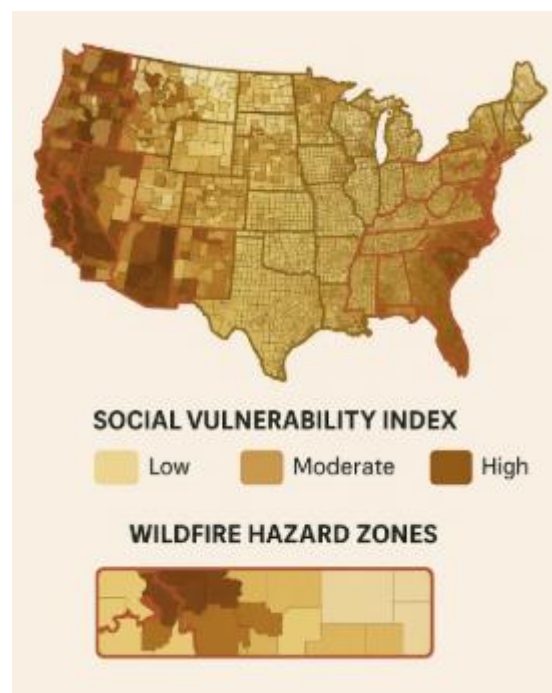 SOCIAL VULNERABILITY INDEX
Low Moderate High
WILDFIRE HAZARD ZONES